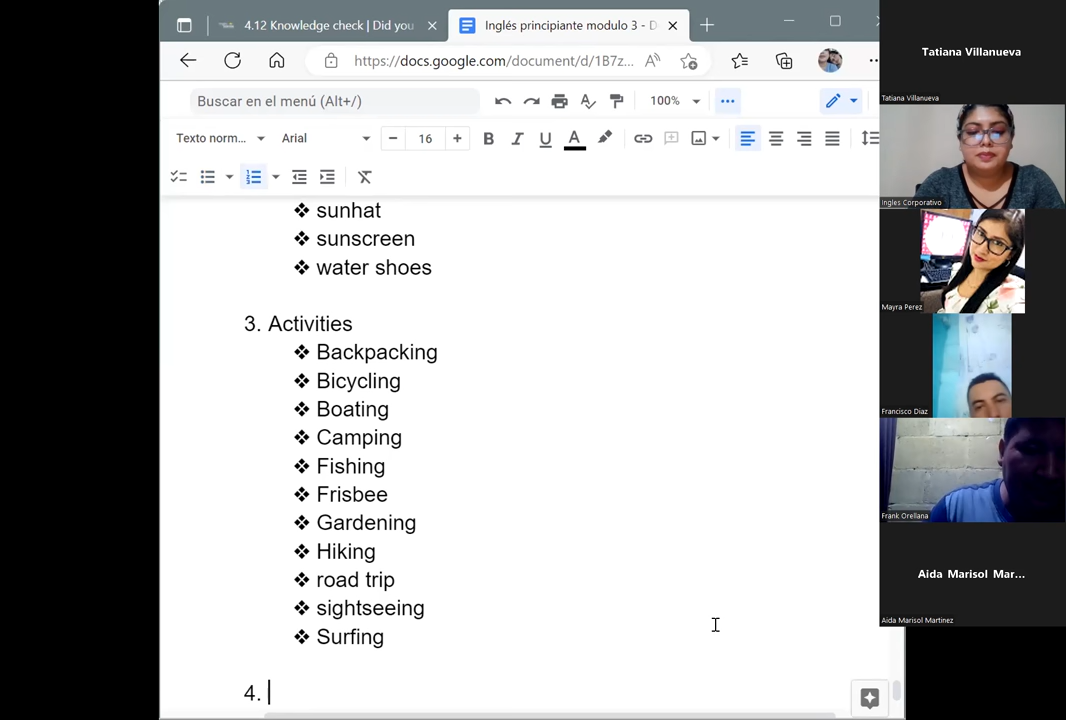 4.12 Knowledge check | Did you
Inglés principiante modulo 3 - D
https://docs.google.com/document/d/1B7z...
Buscar en el menú (Alt+/)
100%
Texto norm...
Arial
16
B I U A
❖ sunhat
❖ sunscreen
❖ water shoes
3. Activities
❖ Backpacking
❖ Bicycling
❖ Boating
❖ Camping
❖ Fishing
❖ Frisbee
❖ Gardening
❖ Hiking
❖ road trip
❖ sightseeing
❖ Surfing
4.
Tatiana Villanueva
Tatiana Villanueva
Ingles Corporativo
Mayra Perez
Francisco Diaz
Frank Orellana
Aida Marisol Mar...
Aida Marisol Martinez